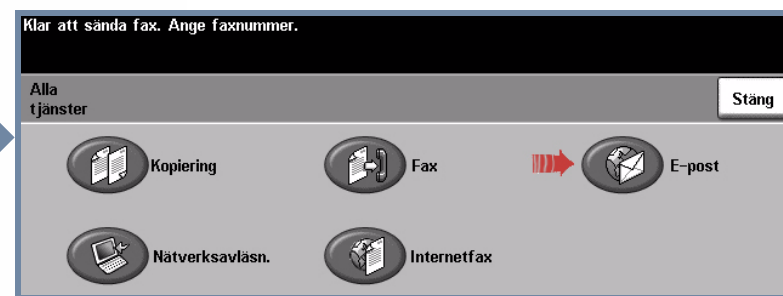 Klar att sända fax. Ange faxnummer.
Alla
tjänster
Stäng
Kopiering
Fax
E-post
Nätverksavläsn.
Internetfax